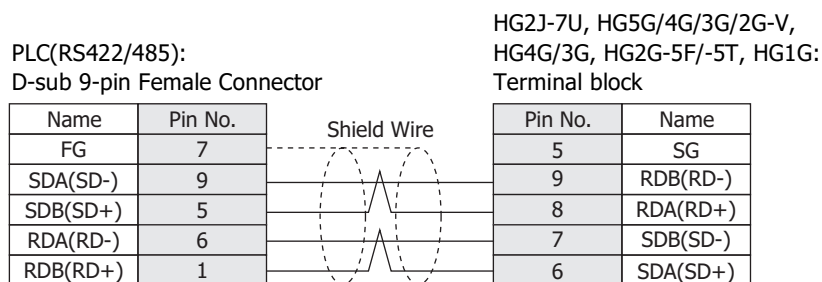 HG2J-7U, HG5G/4G/3G/2G-V,
PLC(RS422/485): HG4G/3G, HG2G-5F/-5T, HG1G:
D-sub 9-pin Female Connector Terminal block
Name Pin No. Shield Wire Pin No. Name
FG 7 5 SG
SDA(SD-) 9 9 RDB(RD-)
SDB(SD+) 5 8 RDA(RD+)
RDA(RD-) 6 7 SDB(SD-)
RDB(RD+) 1 6 SDA(SD+)